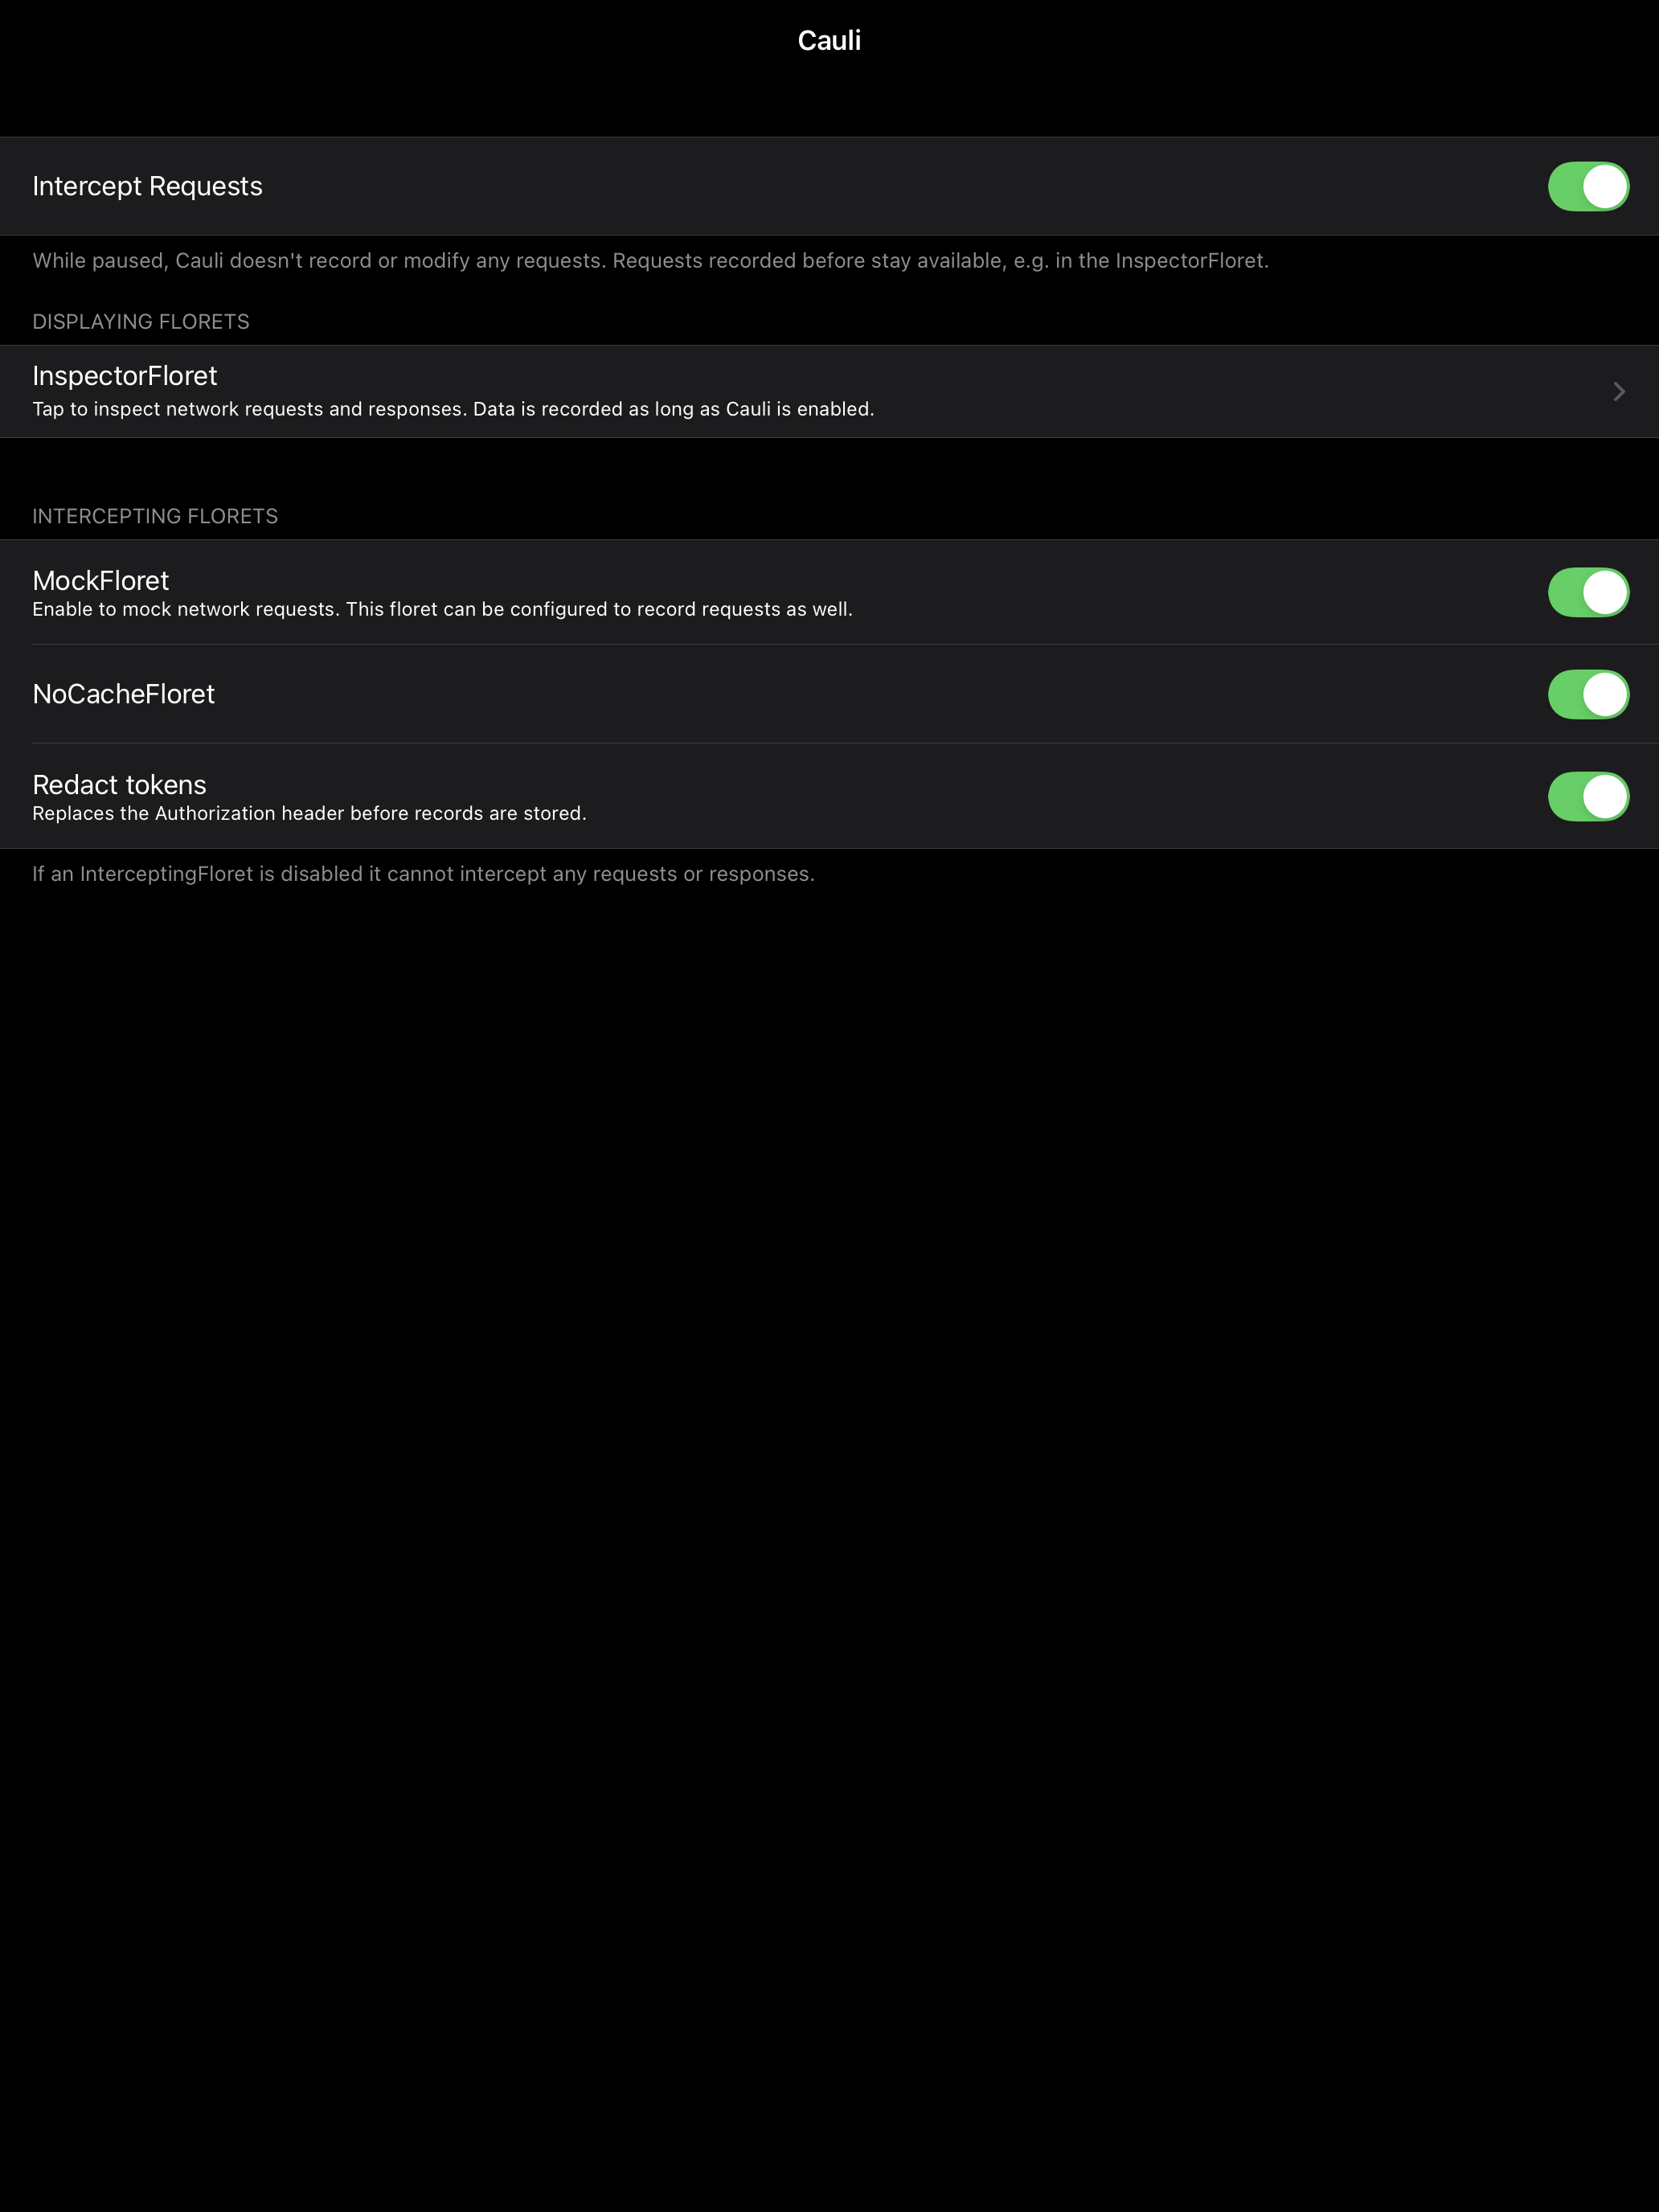 Cauli
Intercept Requests
While paused, Cauli doesn't record or modify any requests. Requests recorded before stay available, e.g. in the InspectorFloret.
DISPLAYING FLORETS
InspectorFloret
Tap to inspect network requests and responses. Data is recorded as long as Cauli is enabled.
INTERCEPTING FLORETS
MockFloret
Enable to mock network requests. This floret can be configured to record requests as well.
NoCacheFloret
Redact tokens
Replaces the Authorization header before records are stored.
If an InterceptingFloret is disabled it cannot intercept any requests or responses.